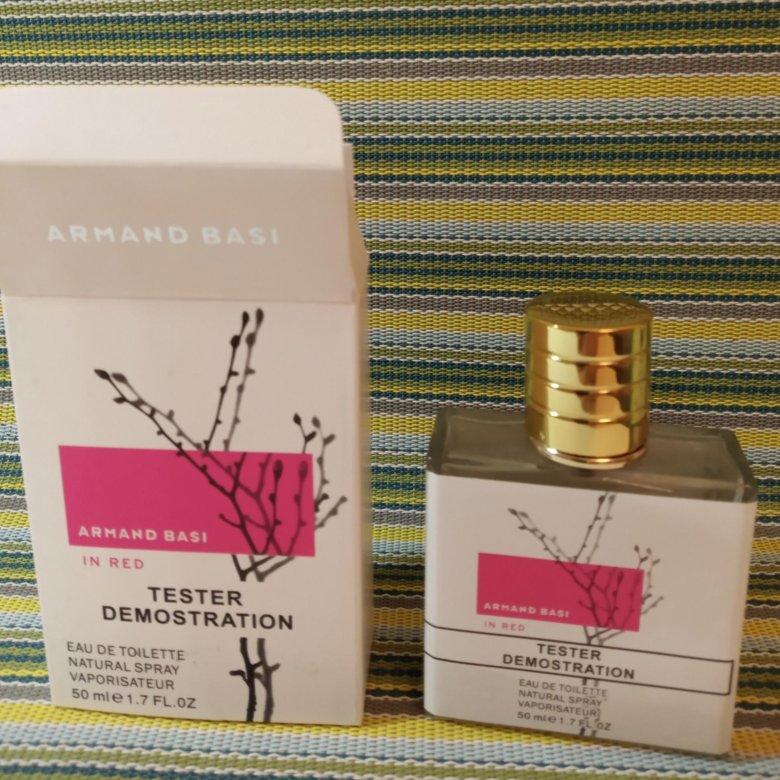 ARMAND BASI
ARMAND BASI
IN RED
TESTER
DEMOSTRATION
EAU DE TOILETTE
NATURAL SPRAY
VAPORISATEUR
50 ml e 1.7 FL.OZ
ARMAND BASI
IN RED
TESTER
DEMOSTRATION
EAU DE TOILETTE
NATURAL SPRAY
VAPORISATEUR
50 ml e 1.7 FL.OZ